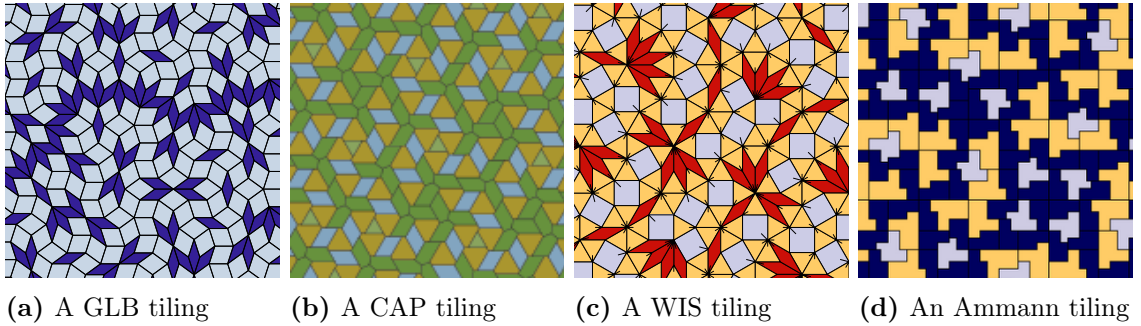 (a) A GLB tiling
(b) A CAP tiling
(c) A WIS tiling
(d) An Ammann tiling